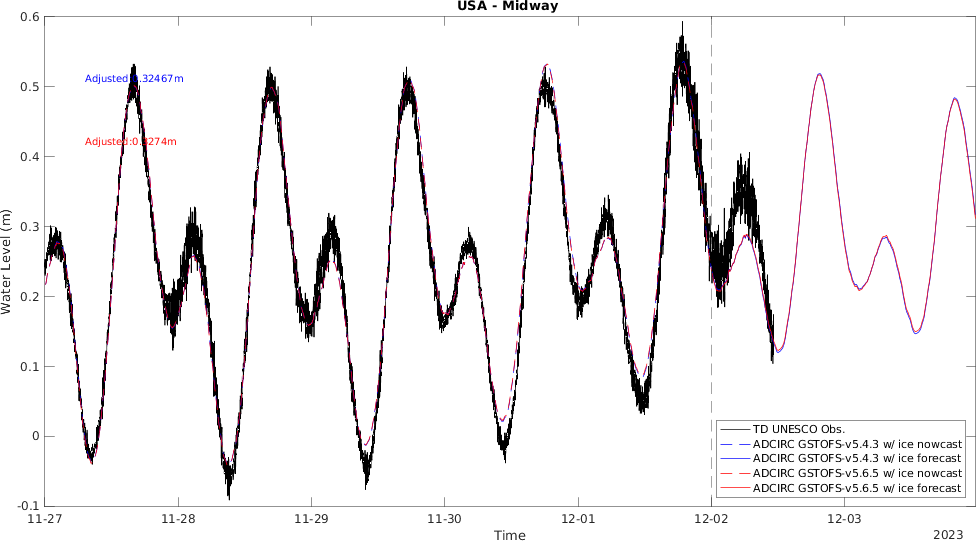 USA - Midway
0.6
0.5
0.4
0.3
0.2
0.1
0
-0.1
Water Level (m)
Adjusted:0.32467m
Adjusted:0.3274m
TD UNESCO Obs.
ADCIRC GSTOFS-v5.4.3 w/ ice nowcast
ADCIRC GSTOFS-v5.4.3 w/ ice forecast
ADCIRC GSTOFS-v5.6.5 w/ ice nowcast
ADCIRC GSTOFS-v5.6.5 w/ ice forecast
11-27 11-28 11-29 11-30 12-01 12-02 12-03
Time
2023